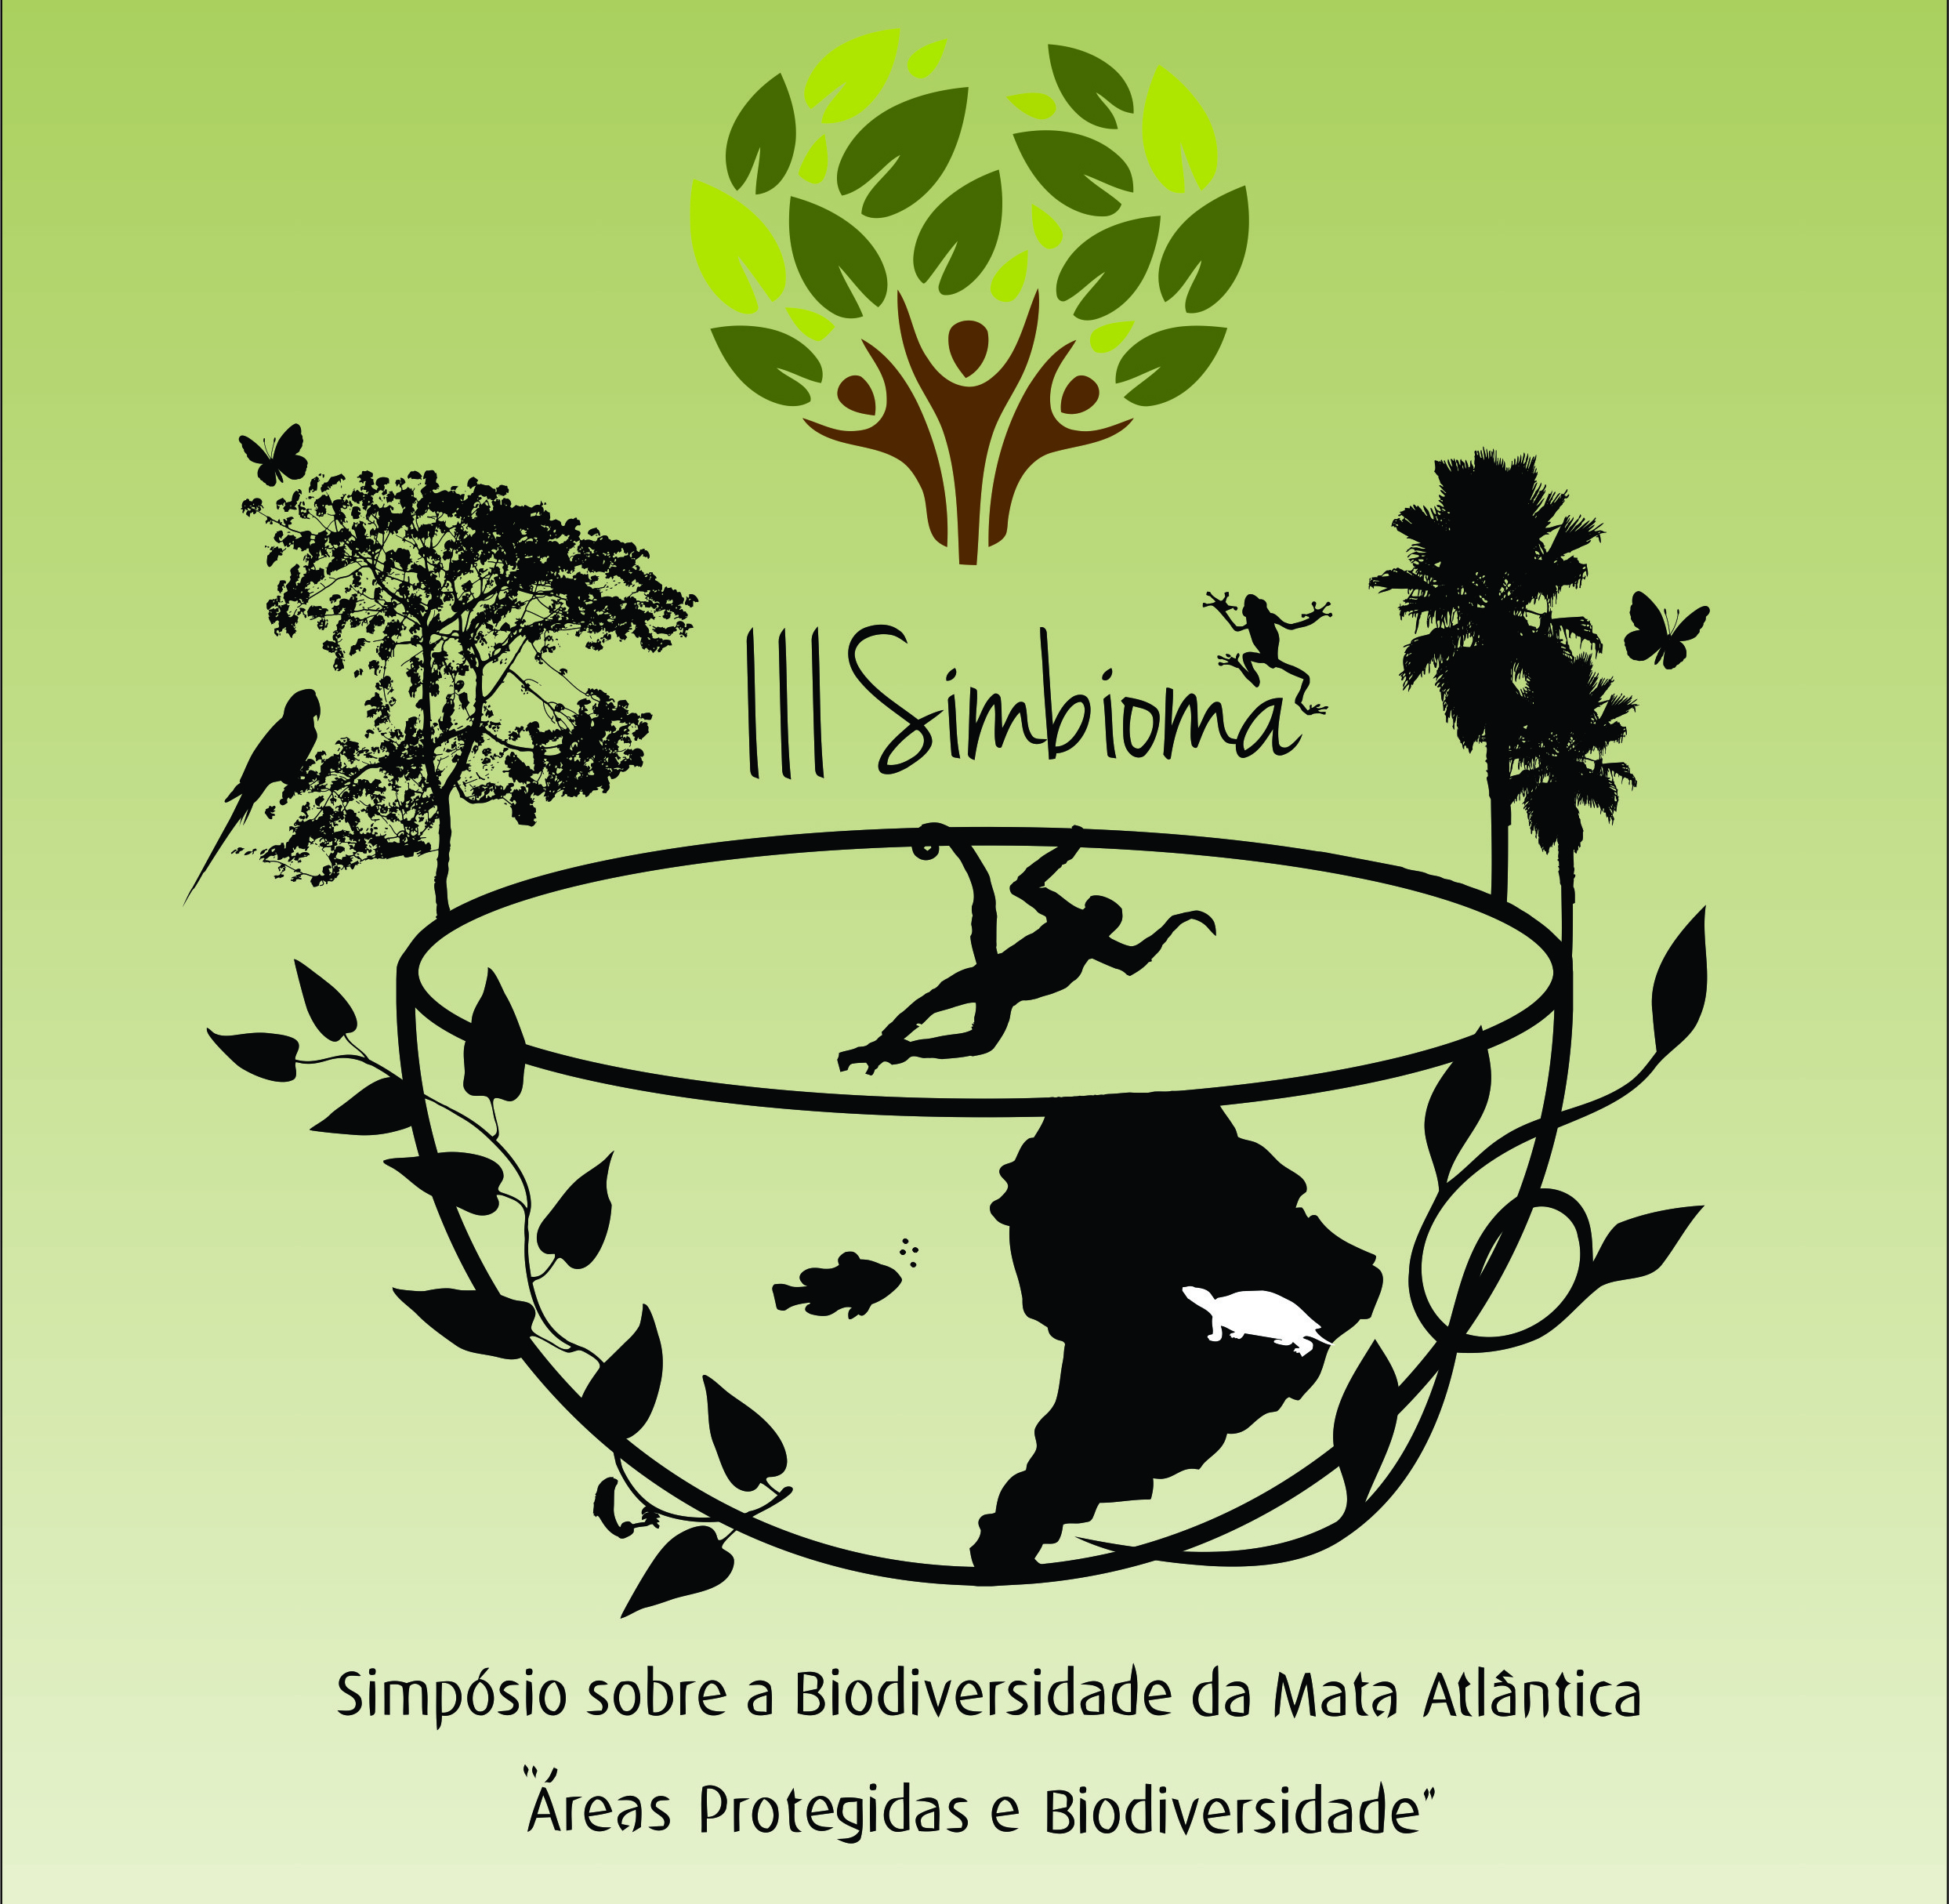 III Simbioma
Simpósio sobre a Biodiversidade da Mata Atlântica
"Áreas Protegidas e Biodiversidade"